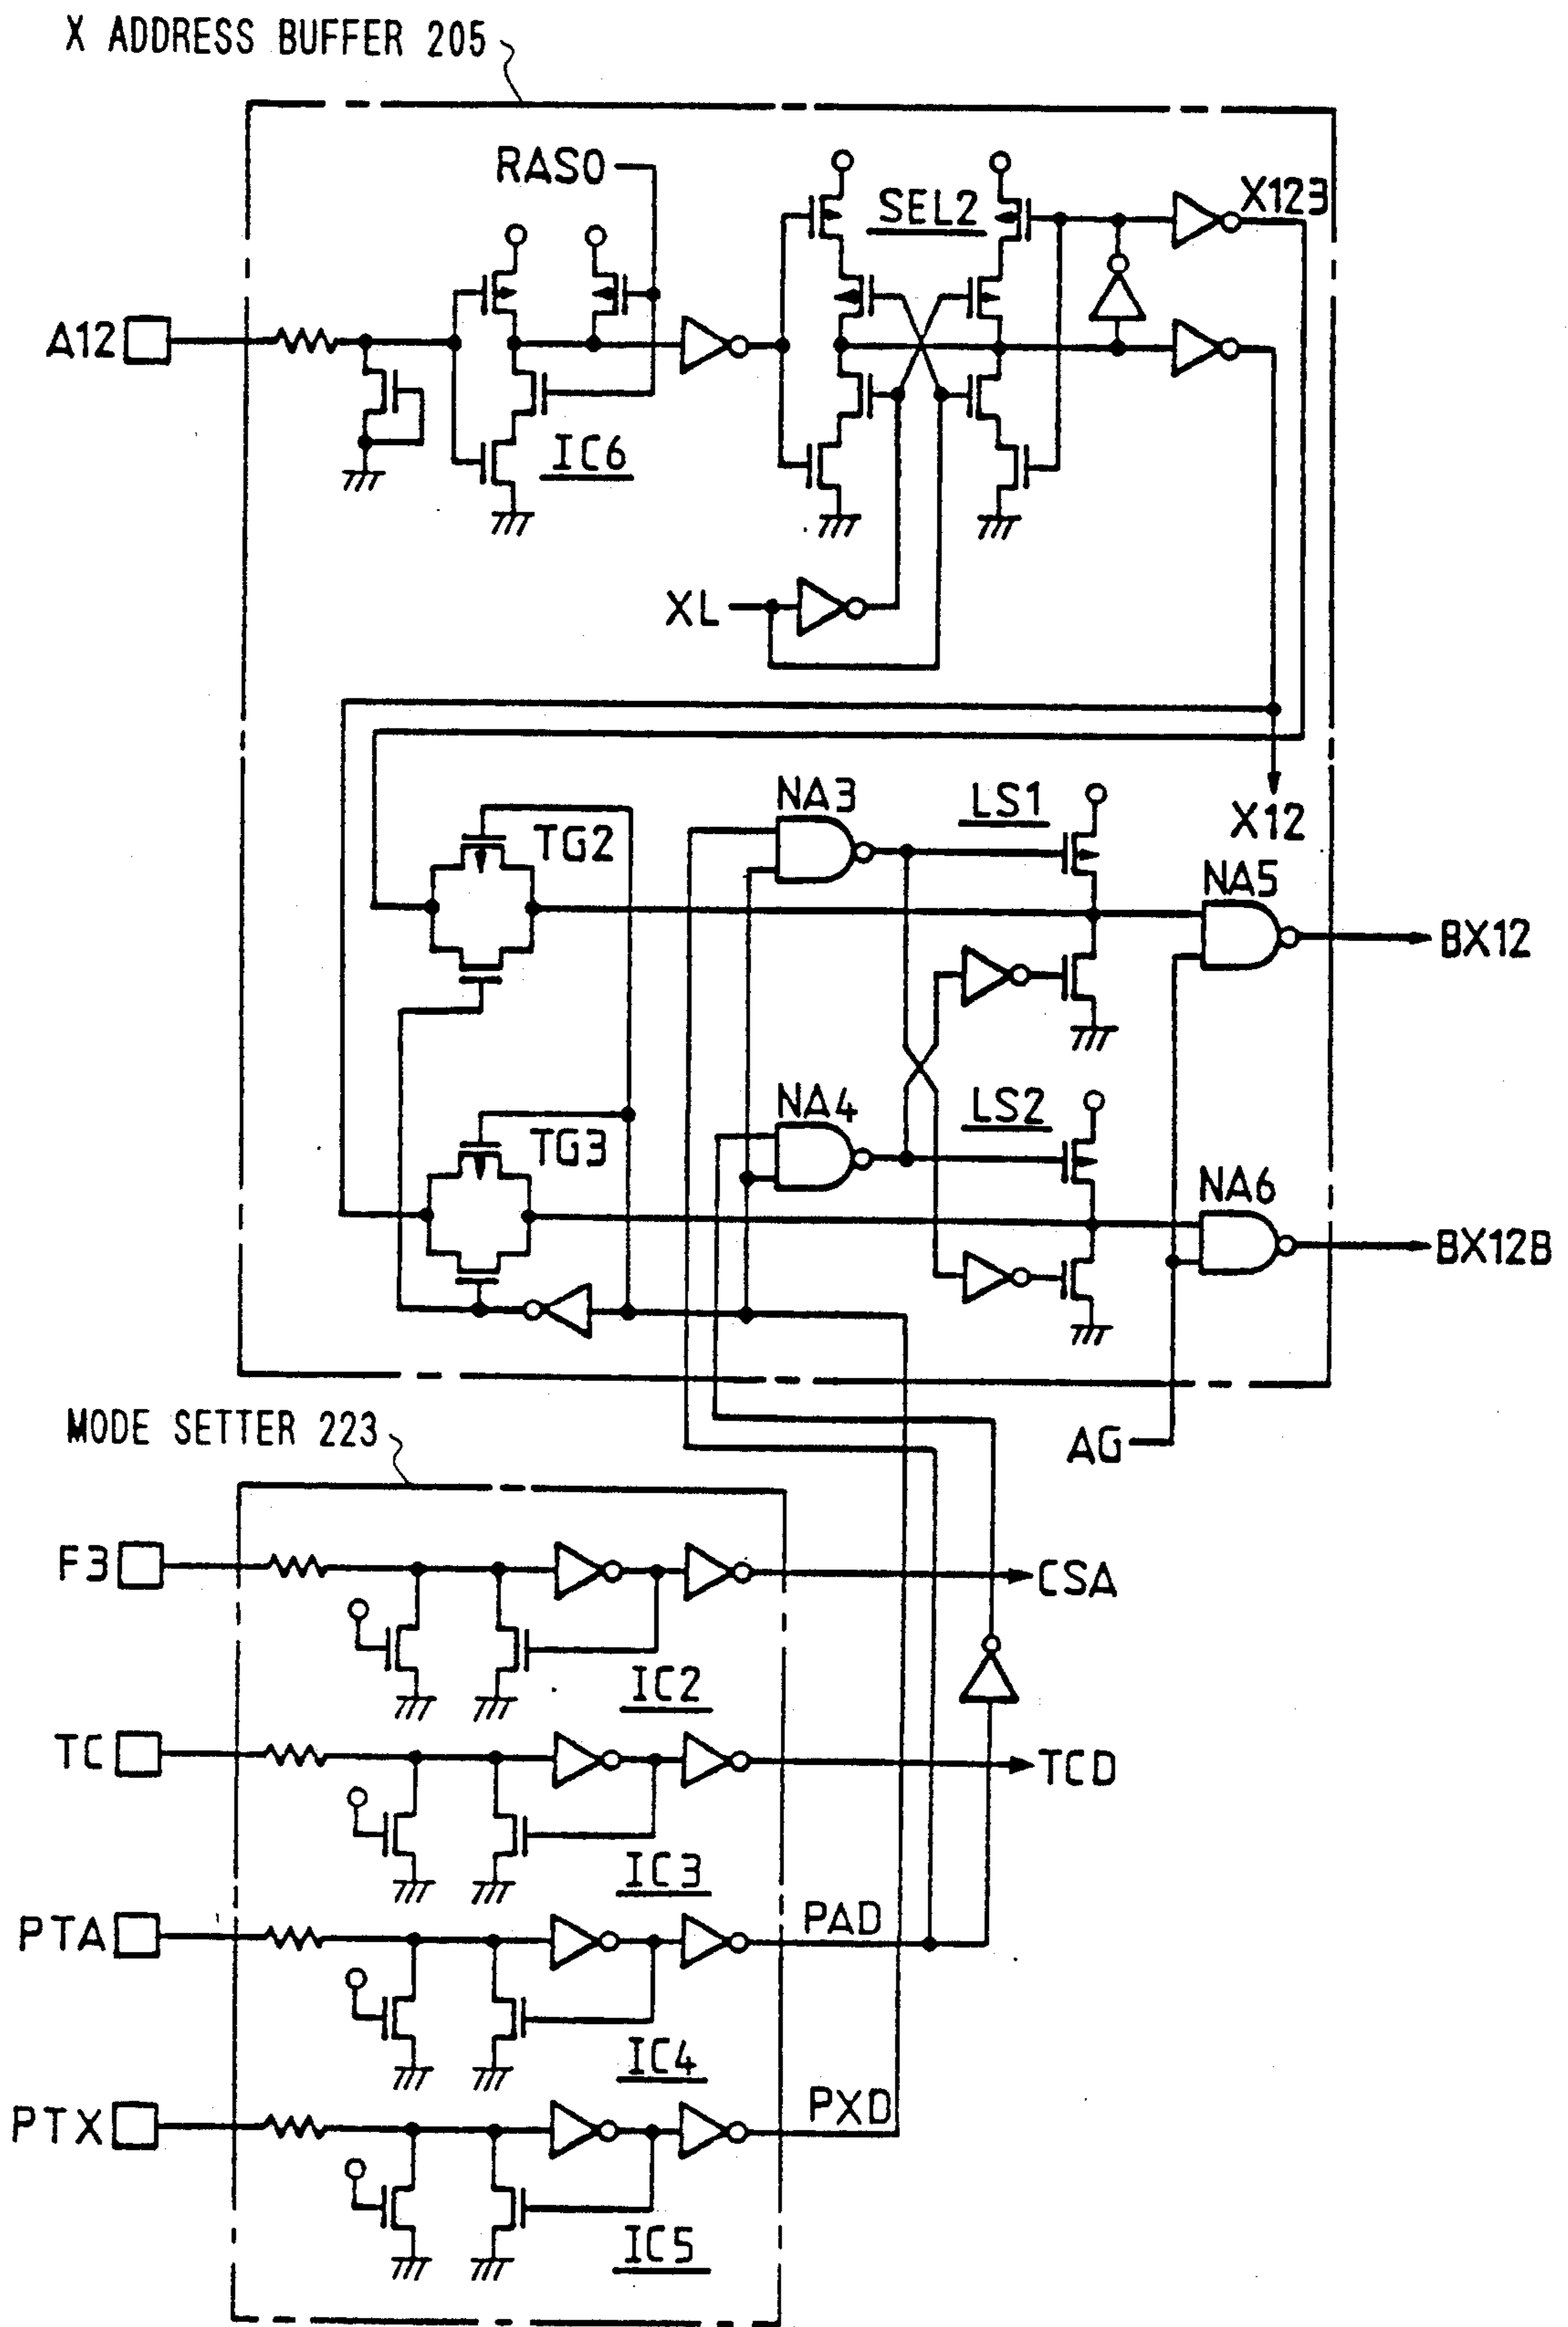 X ADDRESS BUFFER 205
RAS0
SEL2
X123
A12
IC6
XL
NA3
LS1
X12
TG2
NA5
BX12
NA4
LS2
TG3
NA6
BX12B
MODE SETTER 223
AG
F3
CSA
IC2
TC
TCD
IC3
PTA
PAD
IC4
PTX
PXD
IC5